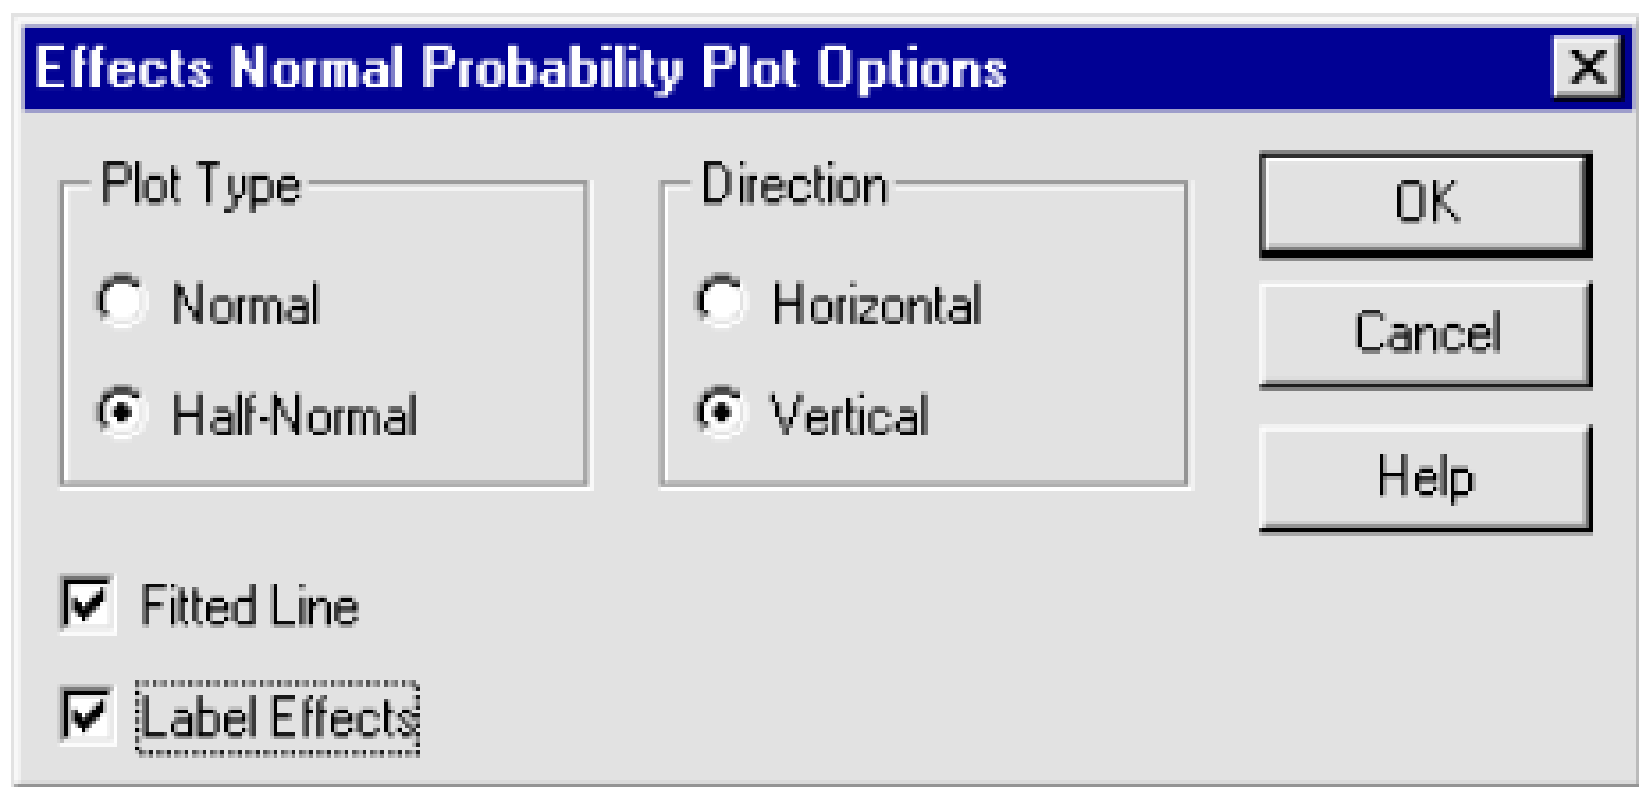 Effects Normal Probability Plot Options
Plot Type
Normal
Half-Normal
Direction
Horizontal
Vertical
OK
Cancel
Help
Fitted Line
Label Effects